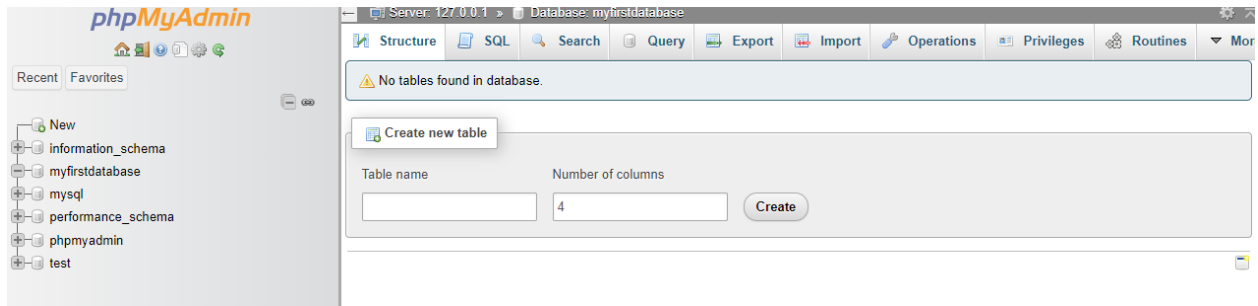 phpMyAdmin
Recent Favorites
New
information_schema
myfirstdatabase
mysql
performance_schema
phpmyadmin
test
Server: 127.0.0.1 » Database: myfirstdatabase
Structure SQL Search Query Export Import Operations Privileges Routines Mor
No tables found in database.
Create new table
Table name Number of columns
4 Create